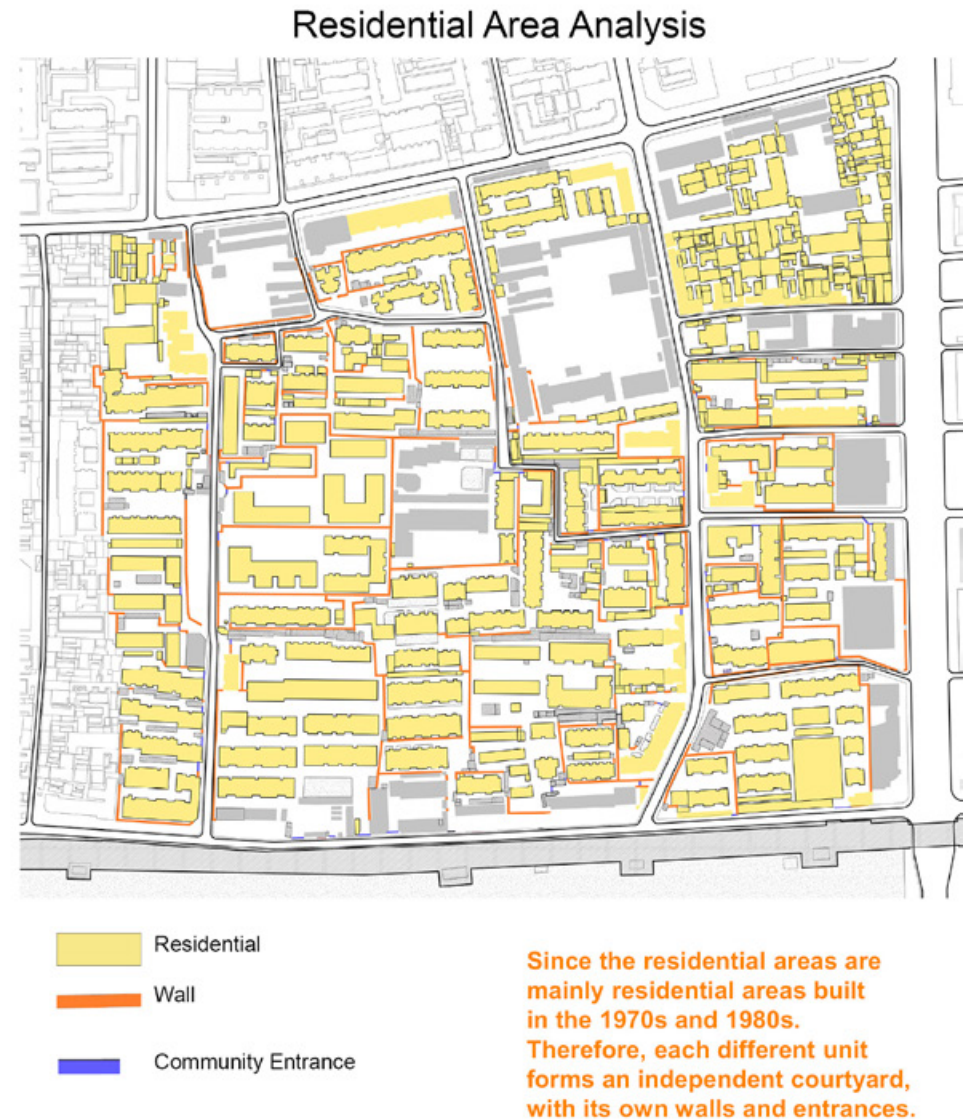 Residential Area Analysis
Residential
Wall
Community Entrance
Since the residential areas are
mainly residential areas built
in the 1970s and 1980s.
Therefore, each different unit
forms an independent courtyard,
with its own walls and entrances.